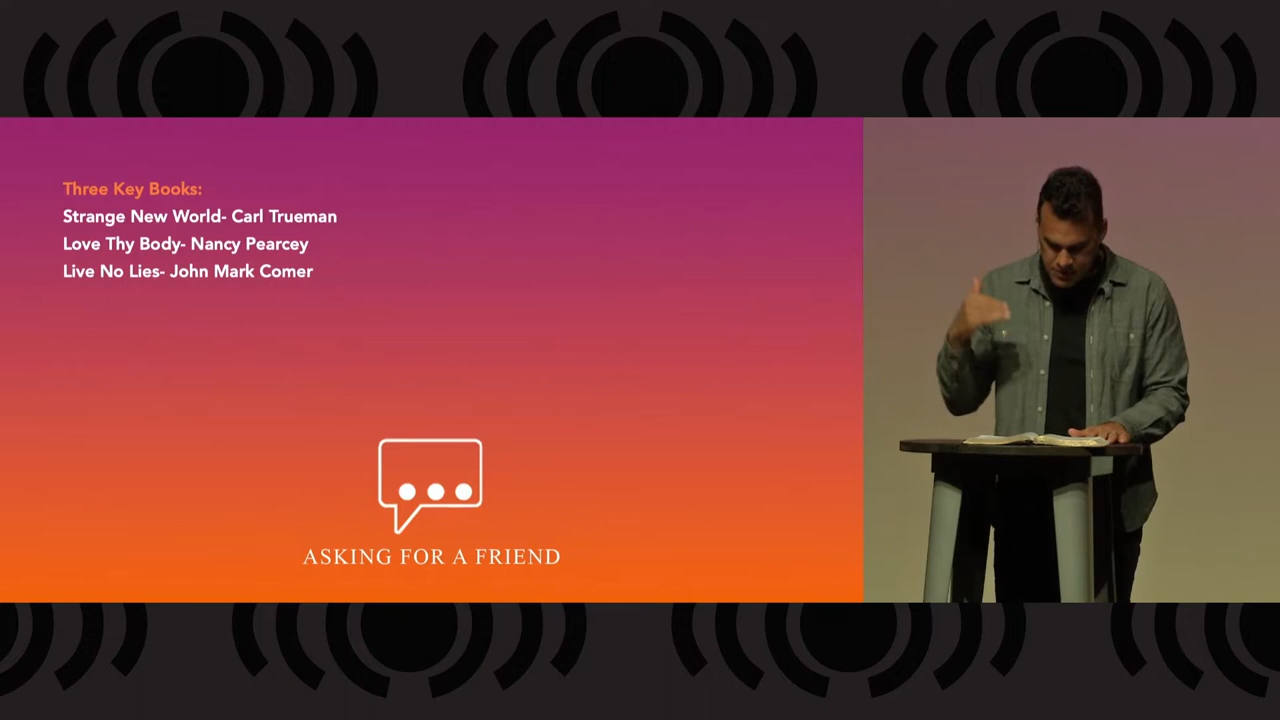 Three Key Books:
Strange New World- Carl Trueman
Love Thy Body- Nancy Pearcey
Live No Lies- John Mark Comer
ASKING FOR A FRIEND